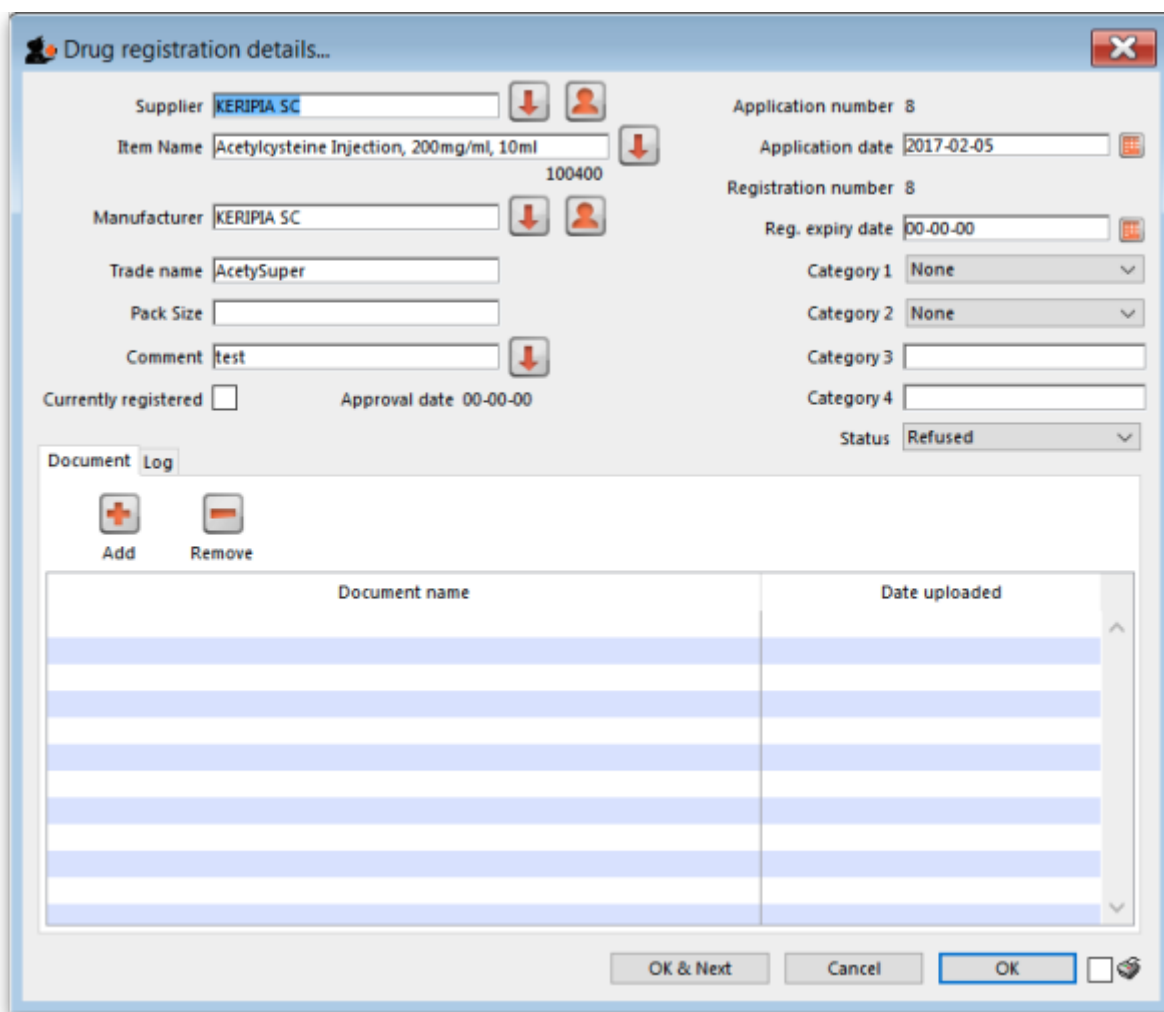 Drug registration details...
Supplier KERIPIA SC
Application number 8
Item Name Acetylcysteine Injection, 200mg/ml, 10ml
Application date 2017-02-05
100400
Registration number 8
Manufacturer KERIPIA SC
Reg. expiry date 00-00-00
Trade name AcetySuper
Category 1 None
Pack Size
Category 2 None
Comment test
Category 3
Currently registered Approval date 00-00-00
Category 4
Status Refused
Document Log
Add Remove
Document name Date uploaded
OK & Next Cancel OK